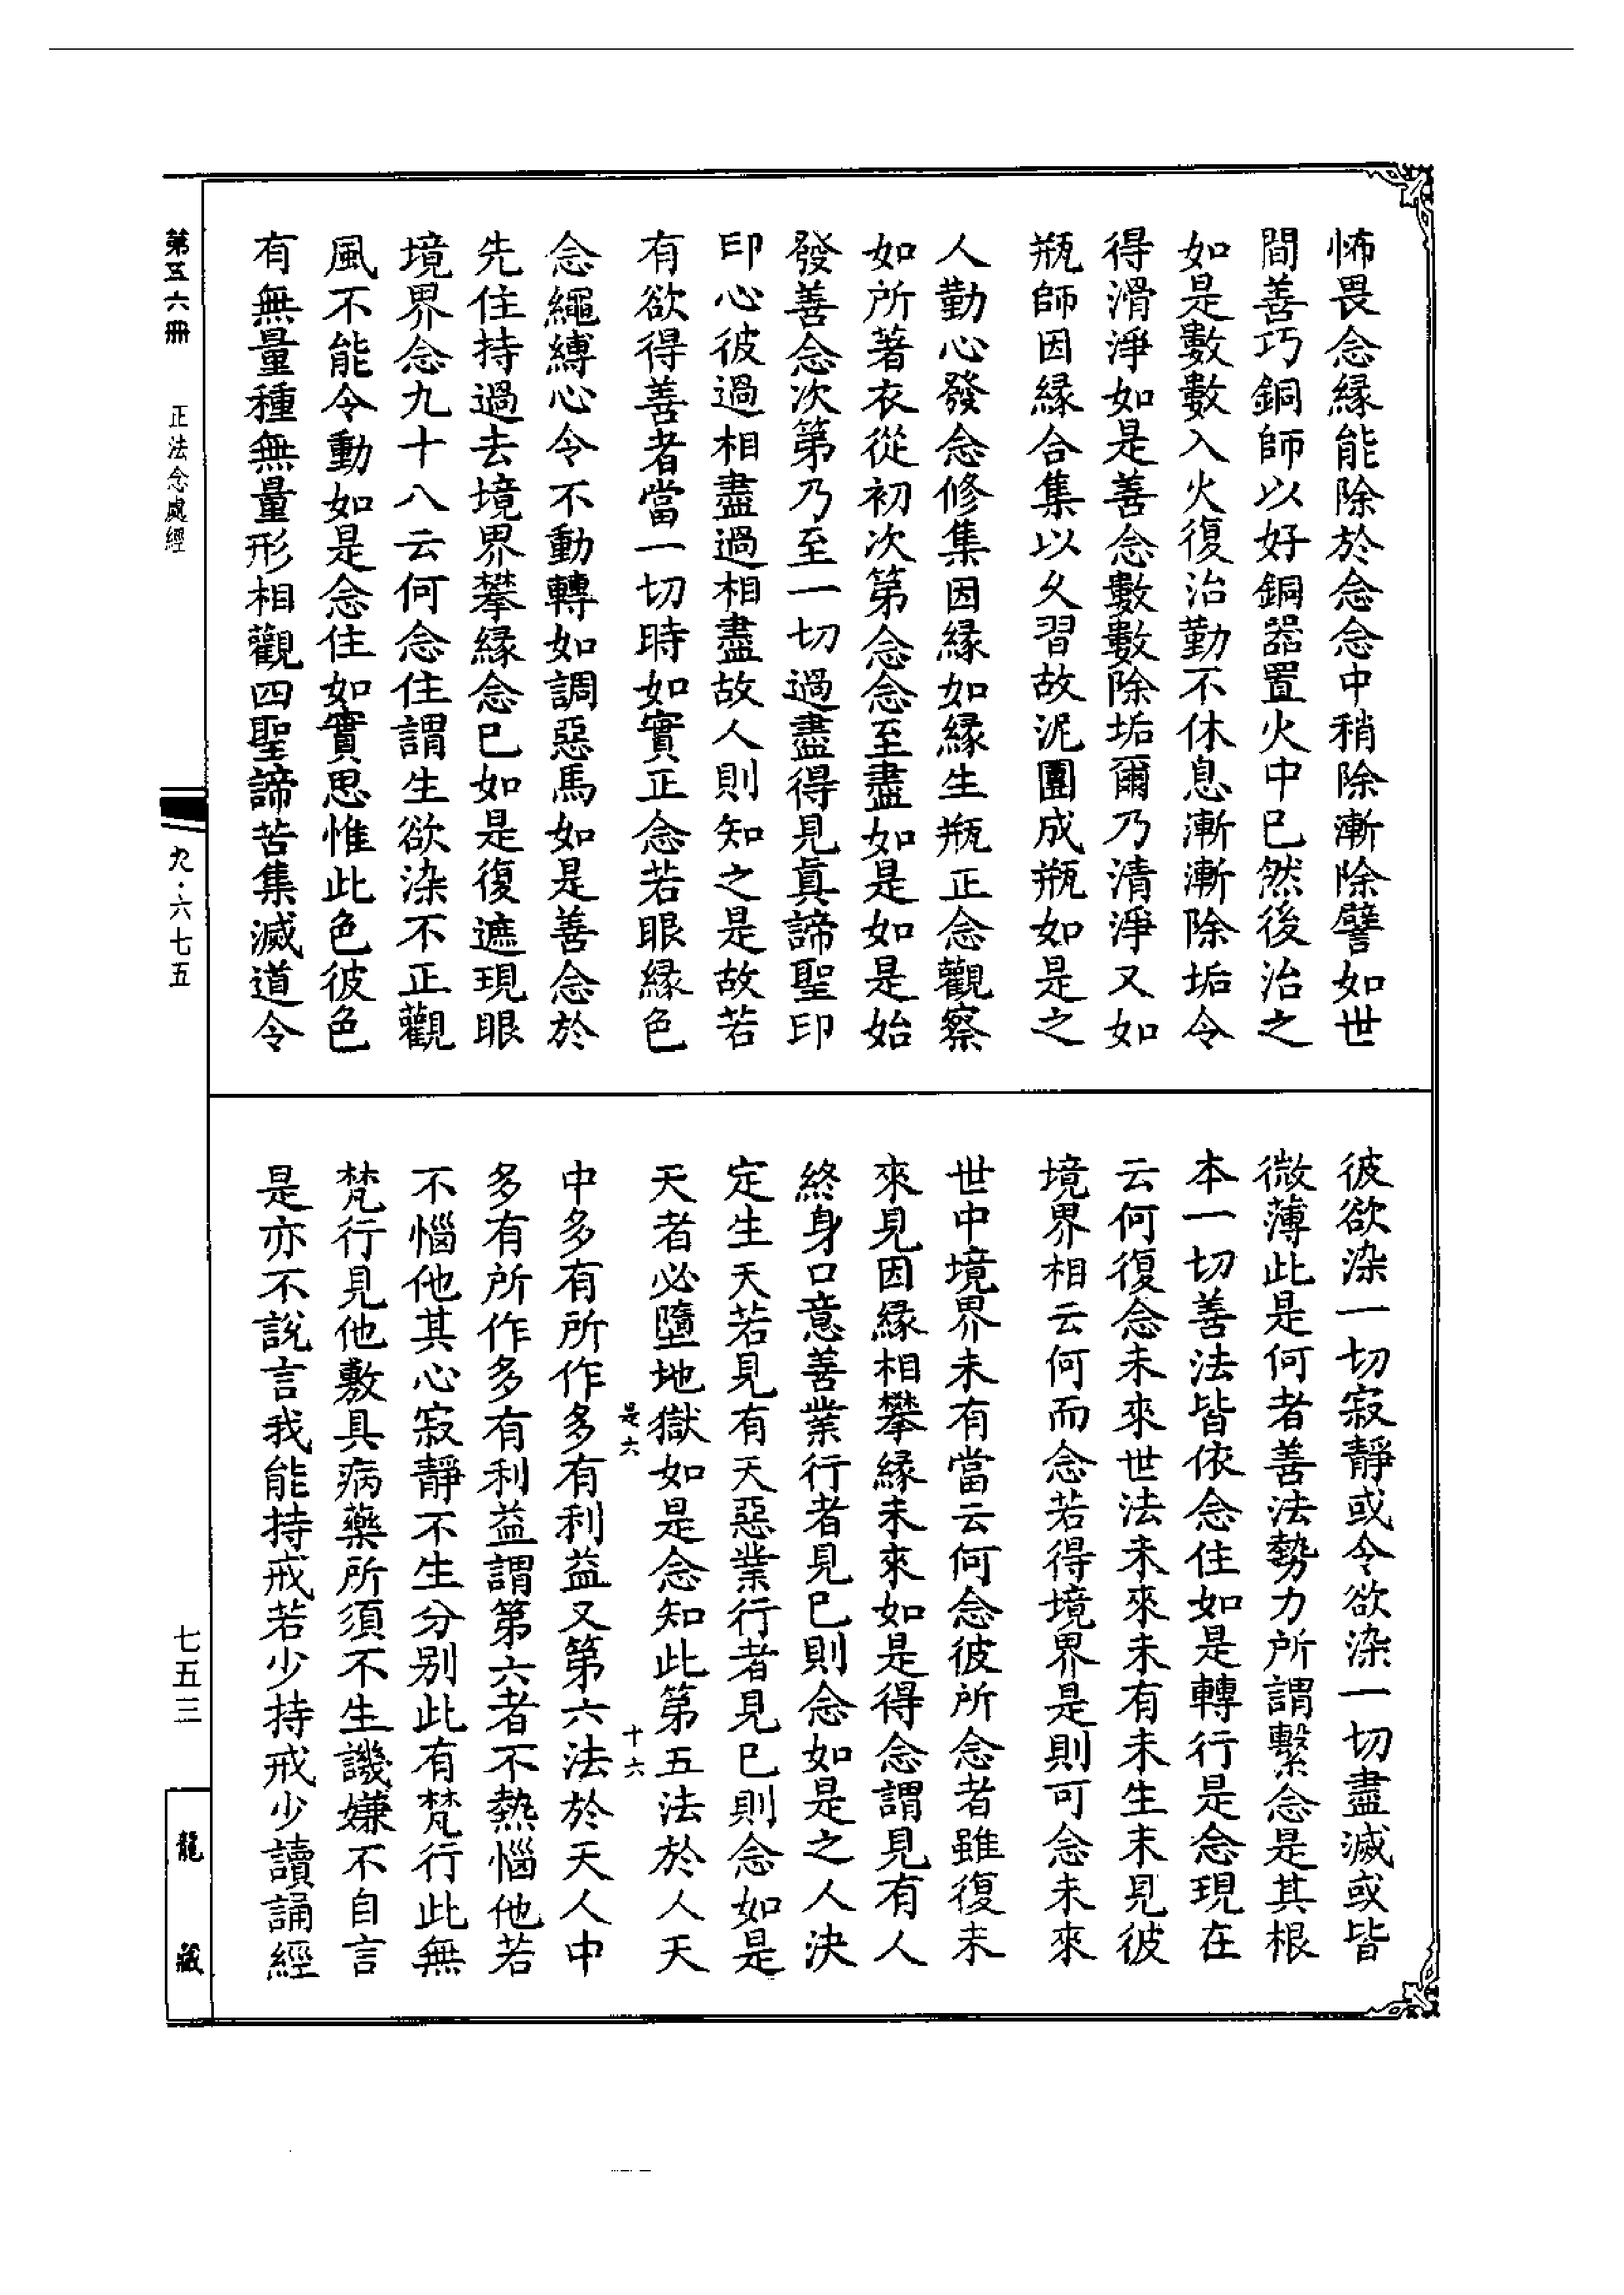 怖畏念緣能除於念念中稍除漸除譬如世
間善巧銅師以好銅器置火中已然後治之
如是數數入火復治勤不休息漸漸除垢令
得滑淨如是善念數數除垢爾乃清淨又如
瓶師因緣合集以久習故泥團成瓶如是之
人勤心發念修集因緣如緣生瓶正念觀察
如所著衣從初次第念念至盡如是如是始
發善念次第乃至一切過盡得見真諦聖印
印心彼過相盡過相盡故人則知之是故若
有欲得善者當一切時如實正念若眼緣色
念繩縛心令不動轉如調惡馬如是善念於
先住持過去境界攀緣念已如是復遮現眼
境界念九十八云何念住謂生欲染不正觀
風不能令動如是念住如實思惟此色彼色
有無量種無量形相觀四聖諦苦集滅道令
彼欲染一切寂靜或令欲染一切盡滅或皆
微薄此是何者善法勢力所謂繫念是其根
本一切善法皆依念住如是轉行是念現在
云何復念未來世法未來未有未生未見彼
境界相云何而念若得境界是則可念未來
世中境界未有當云何念彼所念者雖復未
來見因緣相攀緣未來如是得念謂見有人
終身口意善業行者見已則念如是之人決
定生天若見有天惡業行者見已則念如是
天者必墮地獄如是念知此第五法於人天
是六 十六
中多有所作多有利益又第六法於天人中
多有所作多有利益謂第六者不熱惱他若
不惱他其心寂靜不生分別此有梵行此無
梵行見他敷具病藥所須不生譏嫌不自言
是亦不說言我能持戒若少持戒少讀誦經
第五六冊 正法念處經
九·六七五
七五三
龍藏